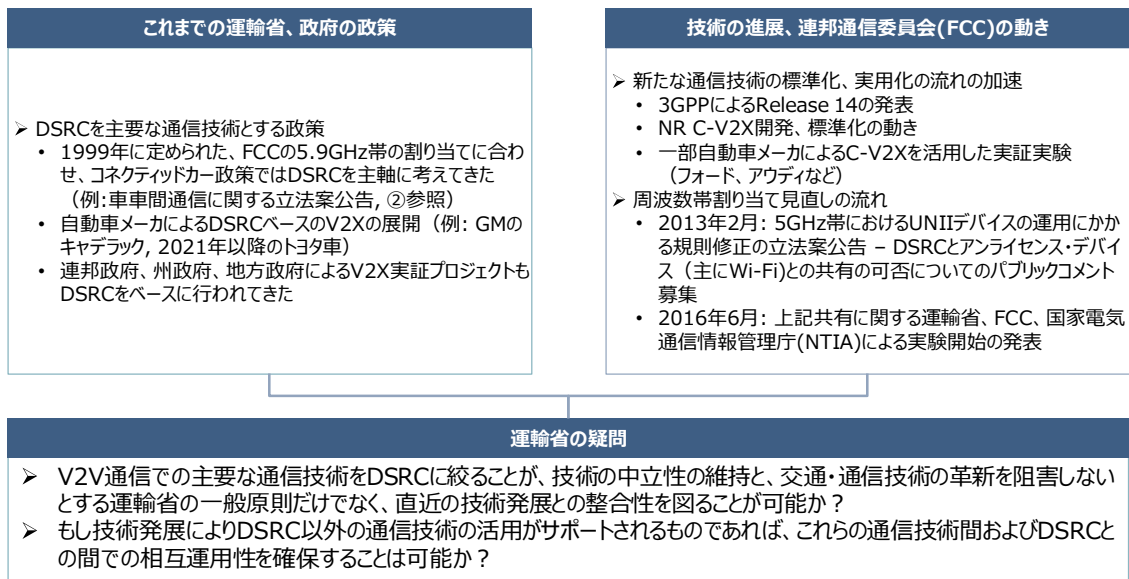 これまでの運輸省、政府の政策
➢ DSRCを主要な通信技術とする政策
• 1999年に定められた、FCCの5.9GHz帯の割り当てに合わ
せ、コネクティッドカー政策ではDSRCを主軸に考えてきた
（例:車車間通信に関する立法案公告, ②参照）
• 自動車メーカによるDSRCベースのV2Xの展開（例: GMの
キャデラック, 2021年以降のトヨタ車）
• 連邦政府、州政府、地方政府によるV2X実証プロジェクトも
DSRCをベースに行われてきた
技術の進展、連邦通信委員会(FCC)の動き
➢ 新たな通信技術の標準化、実用化の流れの加速
• 3GPPによるRelease 14の発表
• NR C-V2X開発、標準化の動き
• 一部自動車メーカによるC-V2Xを活用した実証実験
（フォード、アウディなど）
➢ 周波数帯割り当て見直しの流れ
• 2013年2月: 5GHz帯におけるUNIIデバイスの運用にかか
る規則修正の立法案公告 – DSRCとアンライセンス・デバイ
ス（主にWi-Fi)との共有の可否についてのパブリックコメント
募集
• 2016年6月: 上記共有に関する運輸省、FCC、国家電気
通信情報管理庁(NTIA)による実験開始の発表
運輸省の疑問
➢ V2V通信での主要な通信技術をDSRCに絞ることが、技術の中立性の維持と、交通・通信技術の革新を阻害しない
とする運輸省の一般原則だけでなく、直近の技術発展との整合性を図ることが可能か？
➢ もし技術発展によりDSRC以外の通信技術の活用がサポートされるものであれば、これらの通信技術間およびDSRCと
の間での相互運用性を確保することは可能か？